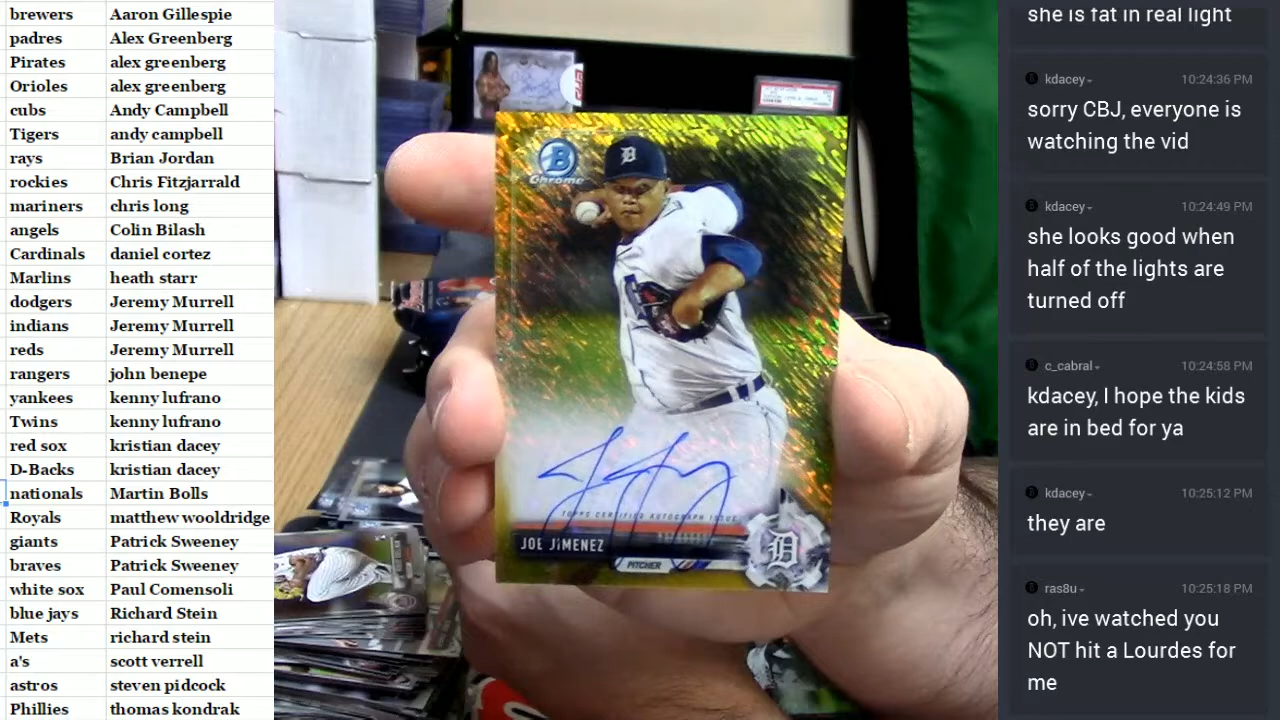 brewers Aaron Gillespie
padres Alex Greenberg
Pirates alex greenberg
Orioles alex greenberg
cubs Andy Campbell
Tigers andy campbell
rays Brian Jordan
rockies Chris Fitzjarrald
mariners chris long
angels Colin Bilash
Cardinals daniel cortez
Marlins heath starr
dodgers Jeremy Murrell
indians Jeremy Murrell
reds Jeremy Murrell
rangers john benepe
yankees kenny lufrano
Twins kenny lufrano
red sox kristian dacey
D-Backs kristian dacey
nationals Martin Bolls
Royals matthew wooldridge
giants Patrick Sweeney
braves Patrick Sweeney
white sox Paul Comensoli
blue jays Richard Stein
Mets richard stein
a's scott verrell
astros steven pidcock
Phillies thomas kondrak
B
Chrome
D
TOPPS CERTIFIED AUTOGRAPH ISSUE
JOE JIMENEZ
PITCHER
D
she is fat in real light
kdacey 10:24:36 PM
sorry CBJ, everyone is
watching the vid
kdacey 10:24:49 PM
she looks good when
half of the lights are
turned off
c_cabral 10:24:58 PM
kdacey, I hope the kids
are in bed for ya
kdacey 10:25:12 PM
they are
ras8u 10:25:18 PM
oh, ive watched you
NOT hit a Lourdes for
me